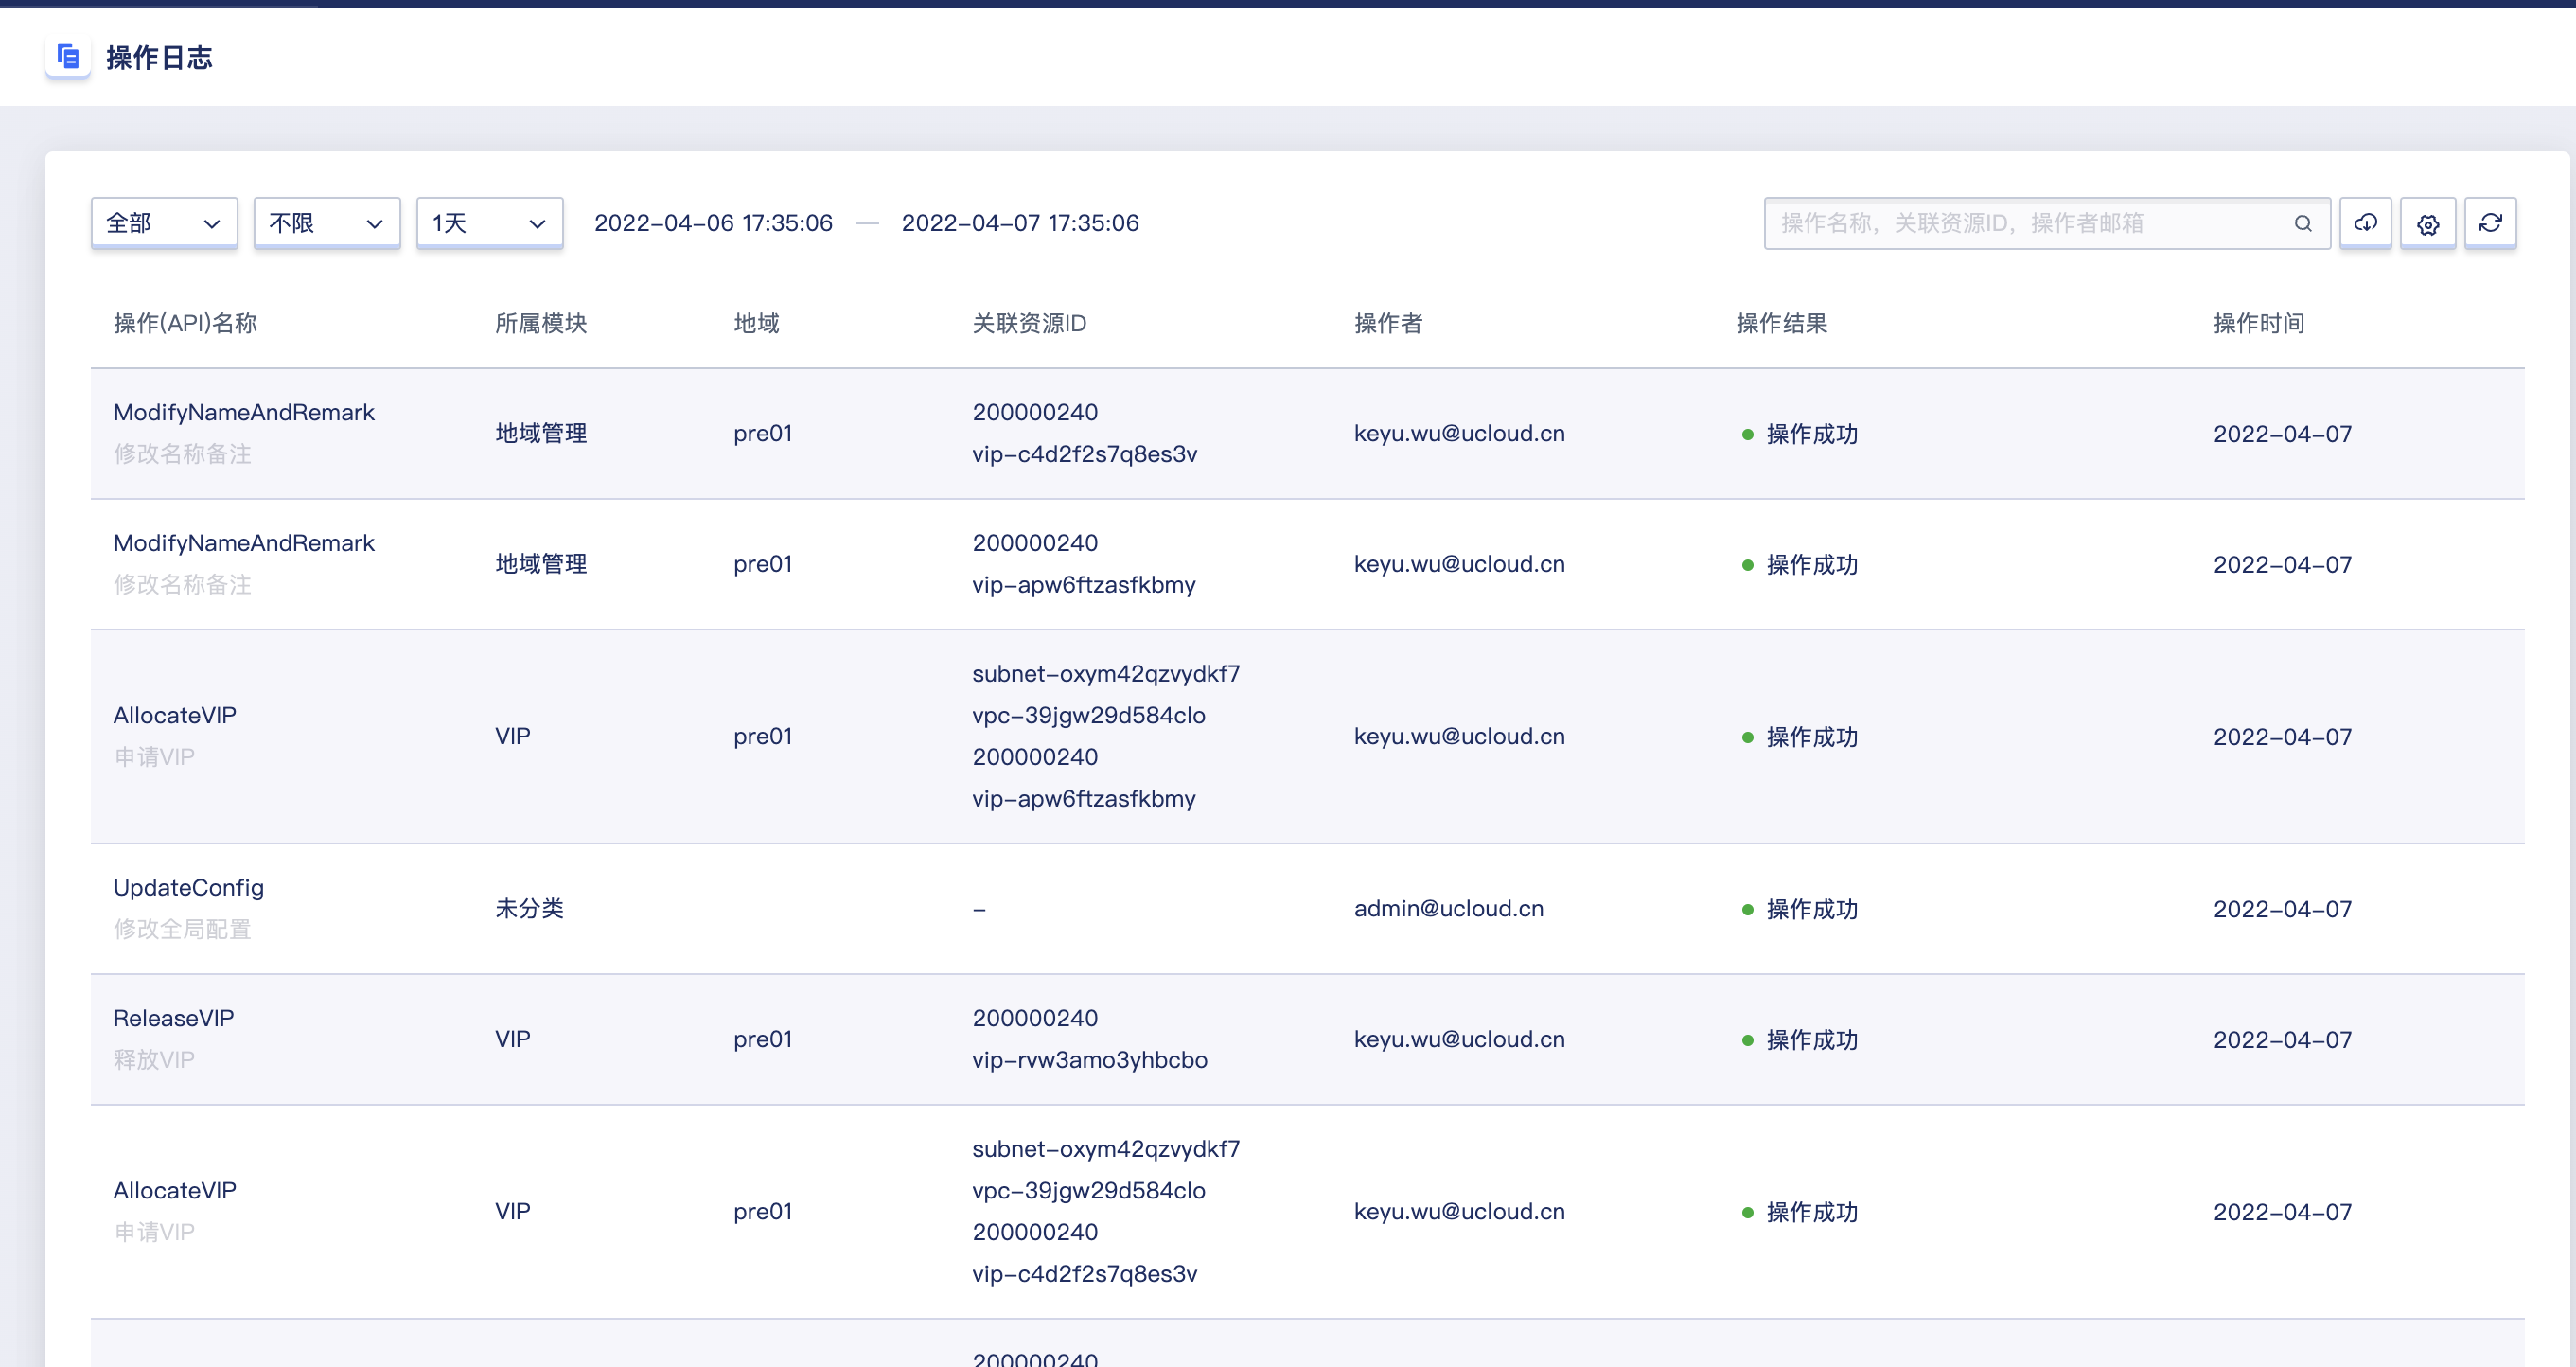 操作日志
全部 不限 1天 2022-04-06 17:35:06 — 2022-04-07 17:35:06 操作名称，关联资源ID，操作者邮箱
操作(API)名称 所属模块 地域 关联资源ID 操作者 操作结果 操作时间
ModifyNameAndRemark
修改名称备注
地域管理
pre01
200000240
vip-c4d2f2s7q8es3v
keyu.wu@ucloud.cn
操作成功
2022-04-07
ModifyNameAndRemark
修改名称备注
地域管理
pre01
200000240
vip-apw6ftzasfkbmy
keyu.wu@ucloud.cn
操作成功
2022-04-07
AllocateVIP
申请VIP
VIP
pre01
subnet-oxym42qzvydkf7
vpc-39jgw29d584clo
200000240
vip-apw6ftzasfkbmy
keyu.wu@ucloud.cn
操作成功
2022-04-07
UpdateConfig
修改全局配置
未分类
-
admin@ucloud.cn
操作成功
2022-04-07
ReleaseVIP
释放VIP
VIP
pre01
200000240
vip-rvw3amo3yhbcbo
keyu.wu@ucloud.cn
操作成功
2022-04-07
AllocateVIP
申请VIP
VIP
pre01
subnet-oxym42qzvydkf7
vpc-39jgw29d584clo
200000240
vip-c4d2f2s7q8es3v
keyu.wu@ucloud.cn
操作成功
2022-04-07
200000240